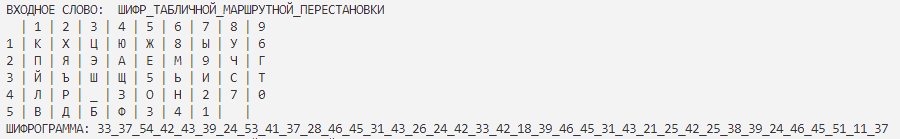 ВХОДНОЕ СЛОВО:  ШИФР_ТАБЛИЧНОЙ_МАРШРУТНОЙ_ПЕРЕСТАНОВКИ
  | 1 | 2 | 3 | 4 | 5 | 6 | 7 | 8 | 9
1 | К | Х | Ц | Ю | Ж | 8 | Ы | У | 6
2 | П | Я | Э | А | Е | М | 9 | Ч | Г
3 | Й | Ъ | Ш | Щ | 5 | Ь | И | С | Т
4 | Л | Р | _ | З | О | Н | 2 | 7 | 0
5 | В | Д | Б | Ф | 3 | 4 | 1 |   |
ШИФРОГРАММА: 33_37_54_42_43_39_24_53_41_37_28_46_45_31_43_26_24_42_33_42_18_39_46_45_31_43_21_25_42_25_38_39_24_46_45_51_11_37